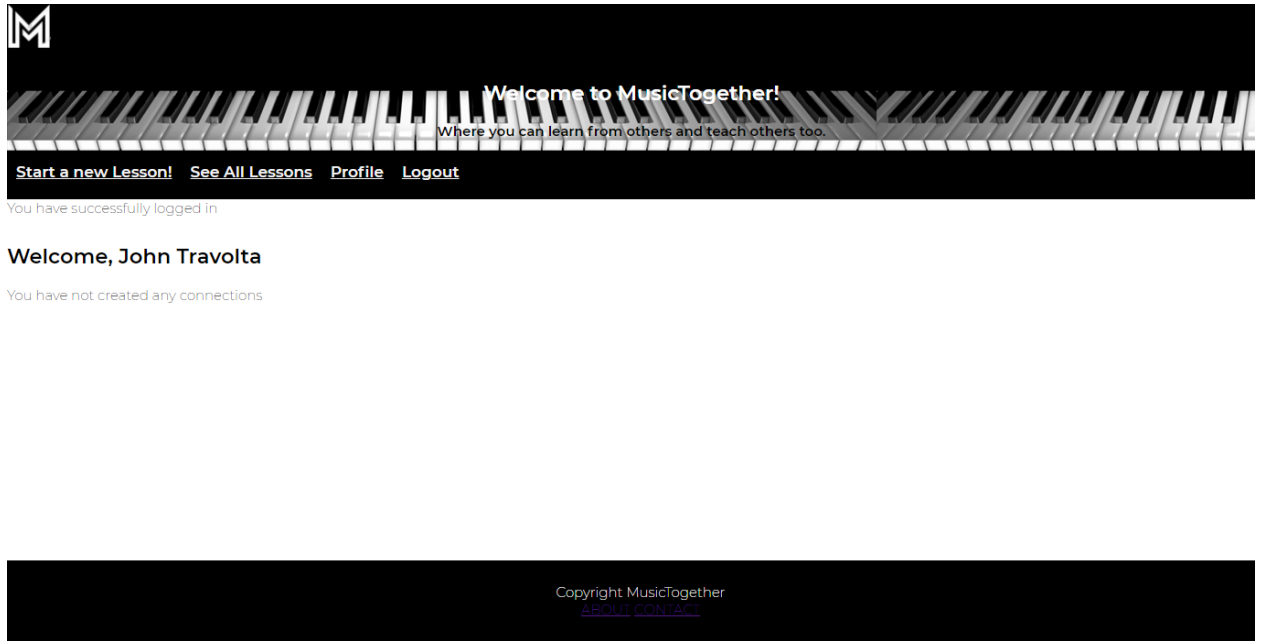 M
Welcome to MusicTogether!
Where you can learn from others and teach others too.
Start a new Lesson! See All Lessons Profile Logout
You have successfully logged in
Welcome, John Travolta
You have not created any connections
Copyright MusicTogether
ABOUT CONTACT